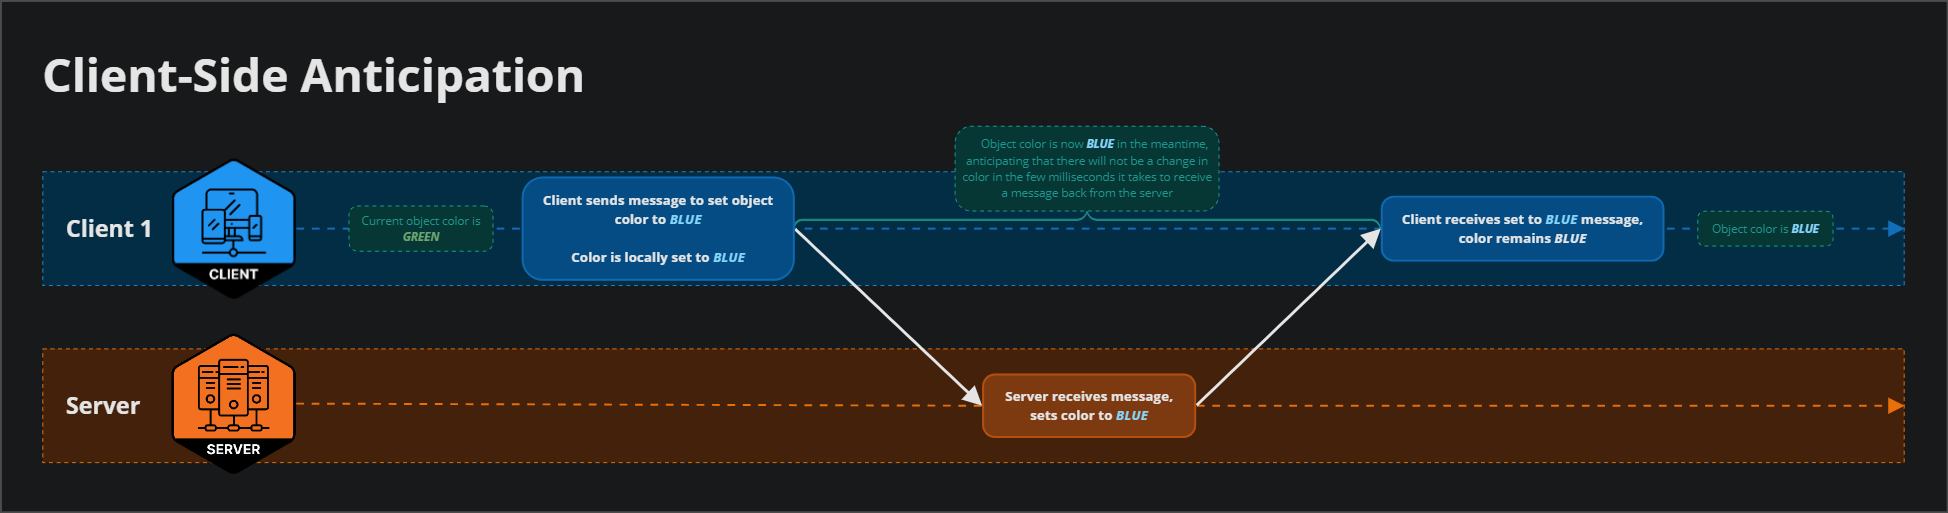 Client-Side Anticipation
Object color is now BLUE in the meantime,
anticipating that there will not be a change in
color in the few milliseconds it takes to receive
a message back from the server
Client 1
CLIENT
Current object color is
GREEN
Client sends message to set object
color to BLUE
Color is locally set to BLUE
Client receives set to BLUE message,
color remains BLUE
Object color is BLUE
Server
SERVER
Server receives message,
sets color to BLUE